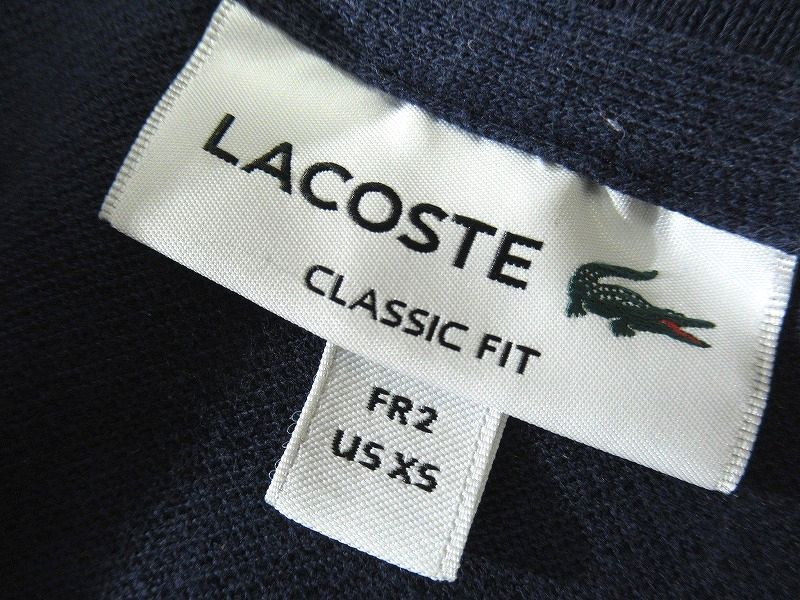 LACOSTE
CLASSIC FIT
FR2
US XS